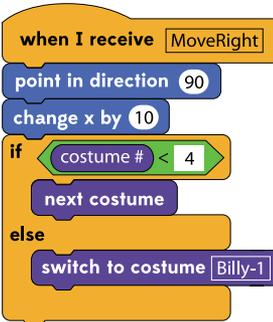 when I receive MoveRight
point in direction 90
change x by 10
if costume # < 4
next costume
else
switch to costume Billy-1